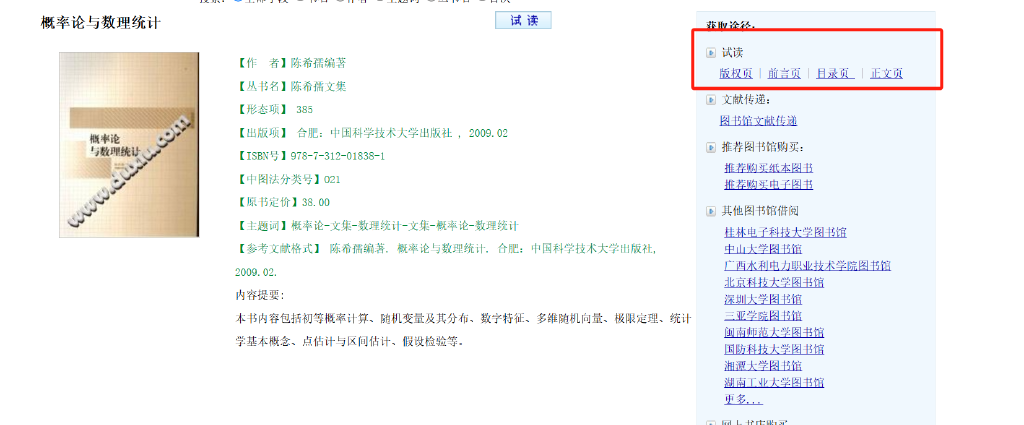 概率论与数理统计
试 读
【作　者】陈希孺编著
【丛书名】陈希儒文集
【形态项】 385
【出版项】 合肥：中国科学技术大学出版社 , 2009.02
【ISBN号】978-7-312-01838-1
【中图法分类号】O21
【原书定价】38.00
【主题词】概率论-文集-数理统计-文集-概率论-数理统计
【参考文献格式】 陈希孺编著. 概率论与数理统计. 合肥：中国科学技术大学出版社,
2009.02.
内容提要:
本书内容包括初等概率计算、随机变量及其分布、数字特征、多维随机向量、极限定理、统计
学基本概念、点估计与区间估计、假设检验等。
概率论
与数理统计
www.duxiu.com
获取途径:
试读
版权页 | 前言页 | 目录页 | 正文页
文献传递:
图书馆文献传递
推荐图书馆购买:
推荐购买纸本图书
推荐购买电子图书
其他图书馆借阅
桂林电子科技大学图书馆
中山大学图书馆
广西水利电力职业技术学院图书馆
北京科技大学图书馆
深圳大学图书馆
三亚学院图书馆
闽南师范大学图书馆
国防科技大学图书馆
湘潭大学图书馆
湖南工业大学图书馆
更多...